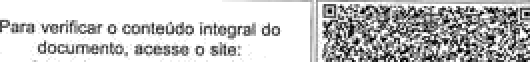 Para verificar o conteúdo integral do
documento, acesse o site: